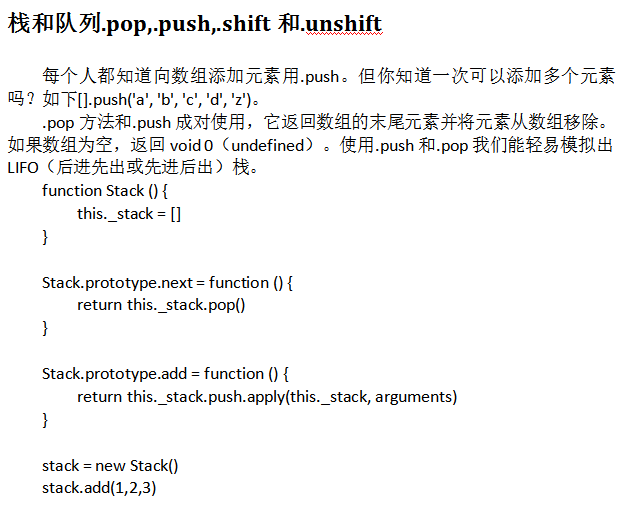 栈和队列.pop,.push,.shift 和.unshift
每个人都知道向数组添加元素用.push。但你知道一次可以添加多个元素
吗？如下[].push('a', 'b', 'c', 'd', 'z')。
.pop 方法和.push 成对使用，它返回数组的末尾元素并将元素从数组移除。
如果数组为空，返回 void 0（undefined）。使用.push 和.pop 我们能轻易模拟出
LIFO（后进先出或先进后出）栈。
function Stack () {
this._stack = []
}
Stack.prototype.next = function () {
return this._stack.pop()
}
Stack.prototype.add = function () {
return this._stack.push.apply(this._stack, arguments)
}
stack = new Stack()
stack.add(1,2,3)